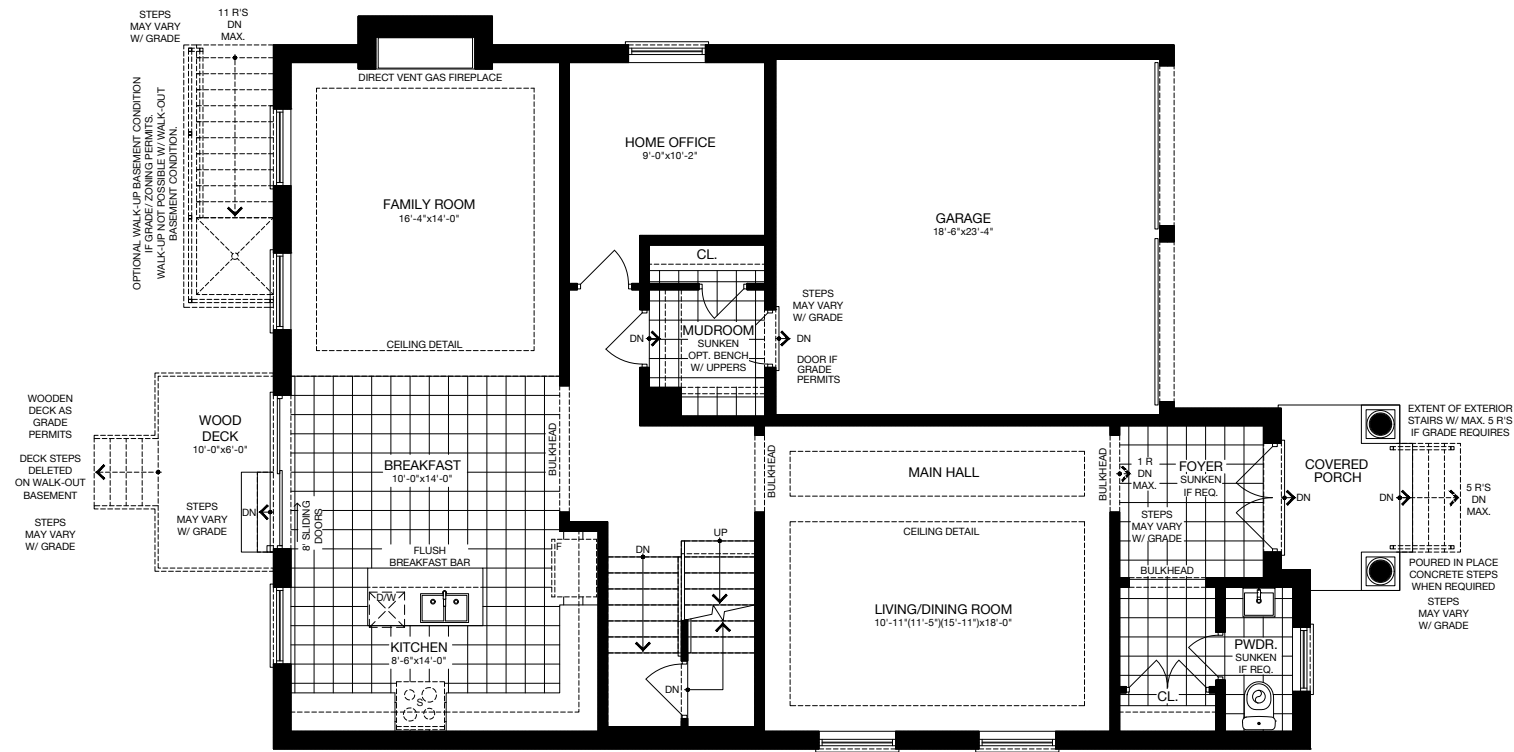 STEPS
MAY VARY
W/ GRADE
11 R'S
DN
MAX.
OPTIONAL WALK-UP BASEMENT CONDITION
IF GRADE/ ZONING PERMITS.
WALK-UP NOT POSSIBLE W/ WALK-OUT
BASEMENT CONDITION.
DIRECT VENT GAS FIREPLACE
FAMILY ROOM
16'-4"x14'-0"
CEILING DETAIL
HOME OFFICE
9'-0"x10'-2"
CL.
MUDROOM
SUNKEN
OPT. BENCH
W/ UPPERS
DN
STEPS
MAY VARY
W/ GRADE
DN
DOOR IF
GRADE
PERMITS
GARAGE
18'-6"x23'-4"
WOODEN
DECK AS
GRADE
PERMITS
DECK STEPS
DELETED
ON WALK-OUT
BASEMENT
STEPS
MAY VARY
W/ GRADE
WOOD
DECK
10'-0"x6'-0"
STEPS
MAY VARY
W/ GRADE
DN
8' SLIDING
DOORS
BREAKFAST
10'-0"x14'-0"
BULKHEAD
FLUSH
BREAKFAST BAR
D/W
F
KITCHEN
8'-6"x14'-0"
S
DN
UP
DN
BULKHEAD
MAIN HALL
CEILING DETAIL
LIVING/DINING ROOM
10'-11"(11'-5")(15'-11")x18'-0"
BULKHEAD
1 R
DN
MAX.
FOYER
SUNKEN
IF REQ.
STEPS
MAY VARY
W/ GRADE
BULKHEAD
CL.
PWDR.
SUNKEN
IF REQ.
DN
COVERED
PORCH
DN
EXTENT OF EXTERIOR
STAIRS W/ MAX. 5 R'S
IF GRADE REQUIRES
5 R'S
DN
MAX.
POURED IN PLACE
CONCRETE STEPS
WHEN REQUIRED
STEPS
MAY VARY
W/ GRADE